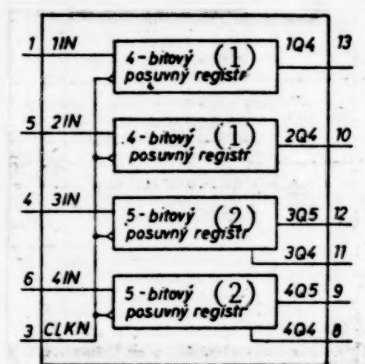 1 1IN 4-bitový (1) posuvný registr 1Q4 13
5 2IN 4-bitový (1) posuvný registr 2Q4 10
4 3IN 5-bitový (2) posuvný registr 3Q5 12
3Q4 11
6 4IN 5-bitový (2) posuvný registr 4Q5 9
3 CLKN 4Q4 8